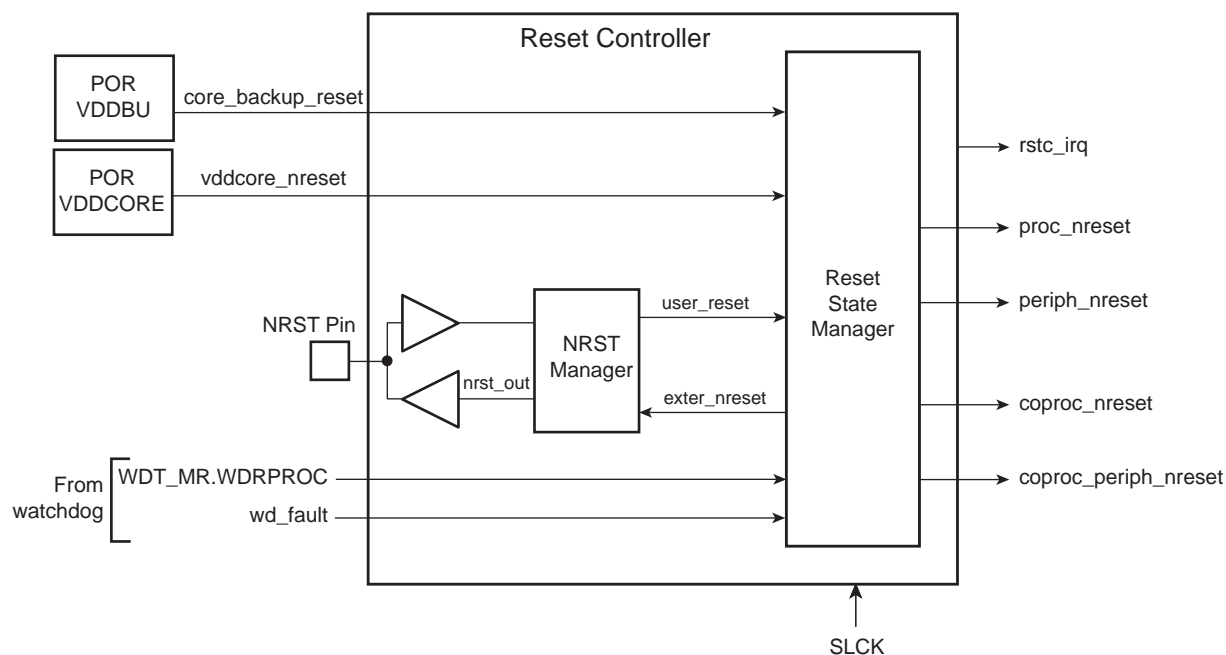 Reset Controller
POR
VDDBU
core_backup_reset
rstc_irq
POR
VDDCORE
vddcore_nreset
proc_nreset
Reset
State
Manager
periph_nreset
user_reset
NRST Pin
NRST
Manager
nrst_out
exter_nreset
coproc_nreset
From
watchdog
WDT_MR.WDRPROC
coproc_periph_nreset
wd_fault
SLCK